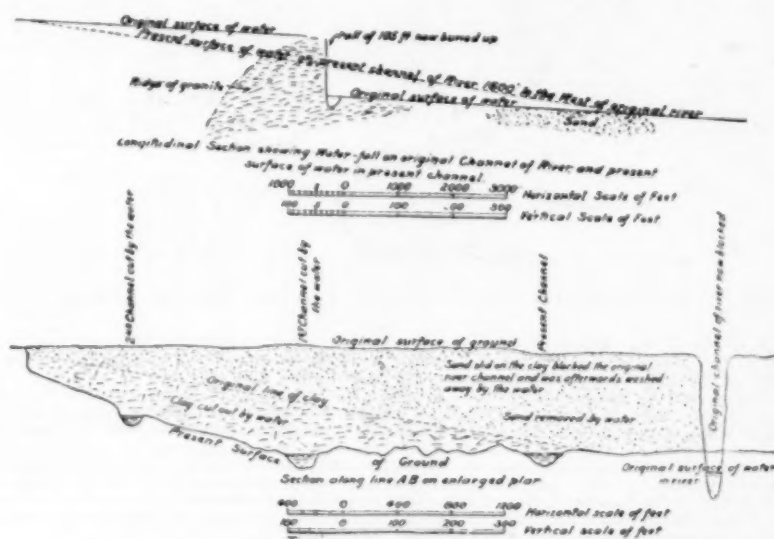 Original surface of water
Fall of 105 ft now buried up
Present surface of water in present channel of River, 1600' to the West of original river
Ridge of granite
Original surface of water
Sand
Longitudinal Section showing Water-fall on original Channel of River, and present
Surface of water in present channel.
1000 0 1000 2000 3000
Horizontal Scale of Feet
100 0 100 200 300
Vertical Scale of Feet
2nd Channel cut by the water
1st Channel cut by
the water
Present Channel
Original channel of river now blocked
Original surface of ground
Sand slid on the clay blocked the original
river channel and was afterwards washed
away by the water
Original line of clay
Clay cut out by water
Sand removed by water
Present Surface
of Ground
Original surface of water
in river
Section along line A.B on enlarged plan
400 0 400 800 1200
Horizontal scale of feet
100 0 100 200 300
Vertical scale of feet